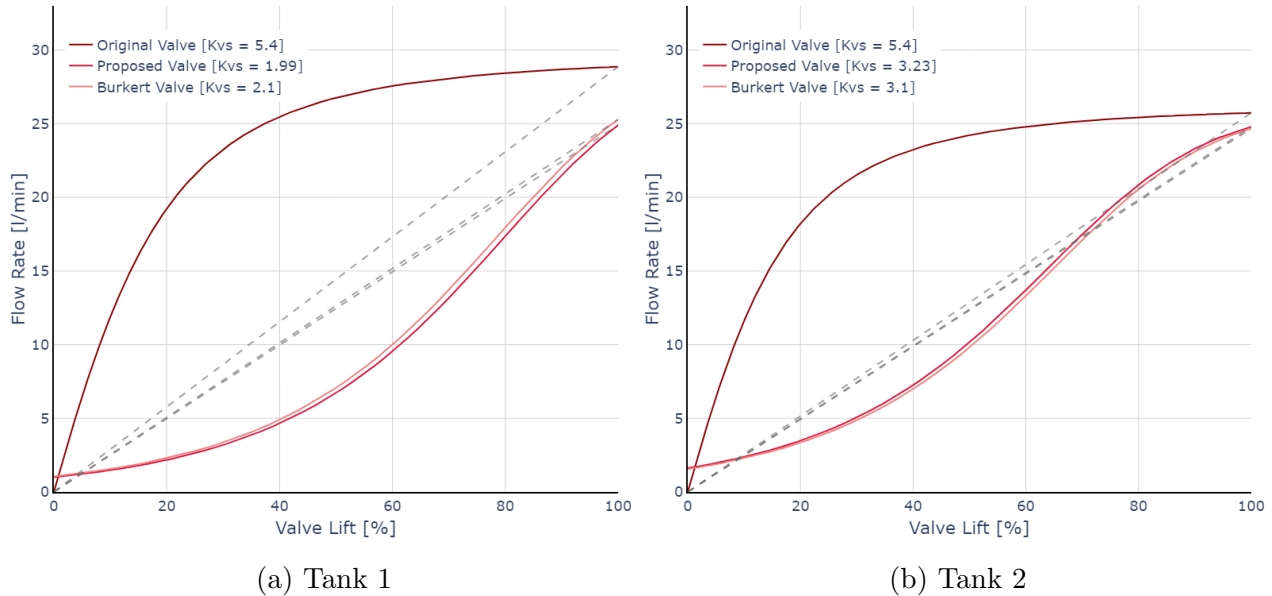 30
25
20
15
10
5
0
Flow Rate [l/min]
Original Valve [Kvs = 5.4]
Proposed Valve [Kvs = 1.99]
Burkert Valve [Kvs = 2.1]
0 20 40 60 80 100
Valve Lift [%]
(a) Tank 1
30
25
20
15
10
5
0
Flow Rate [l/min]
Original Valve [Kvs = 5.4]
Proposed Valve [Kvs = 3.23]
Burkert Valve [Kvs = 3.1]
0 20 40 60 80 100
Valve Lift [%]
(b) Tank 2